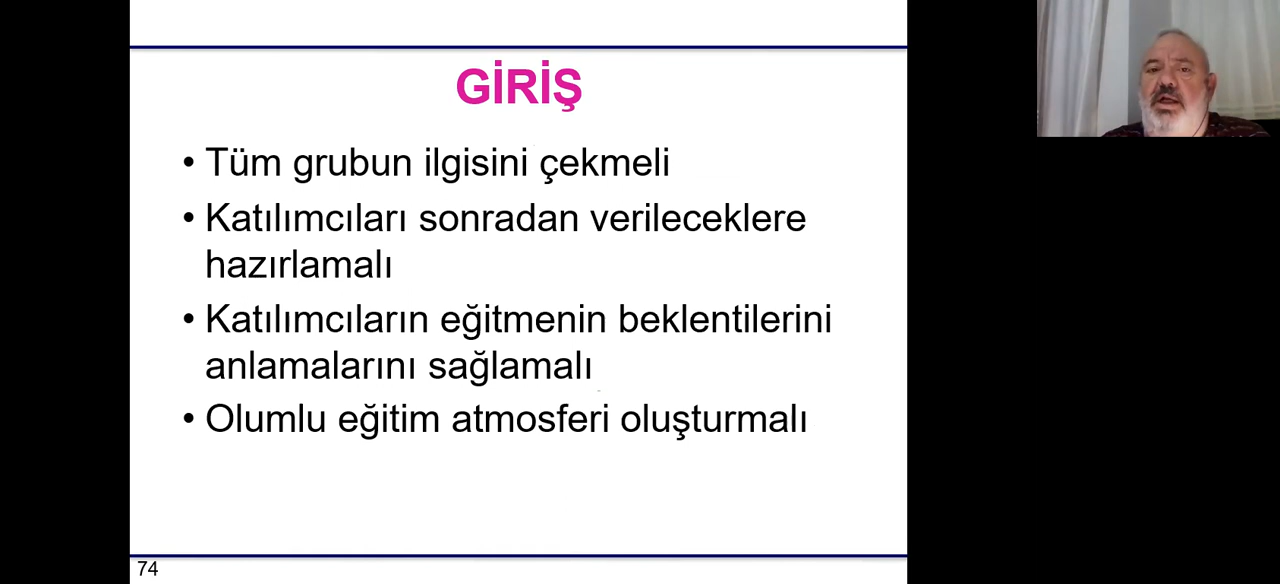 GİRİŞ
• Tüm grubun ilgisini çekmeli
• Katılımcıları sonradan verileceklere
hazırlamalı
• Katılımcıların eğitmenin beklentilerini
anlamalarını sağlamalı
• Olumlu eğitim atmosferi oluşturmalı
74